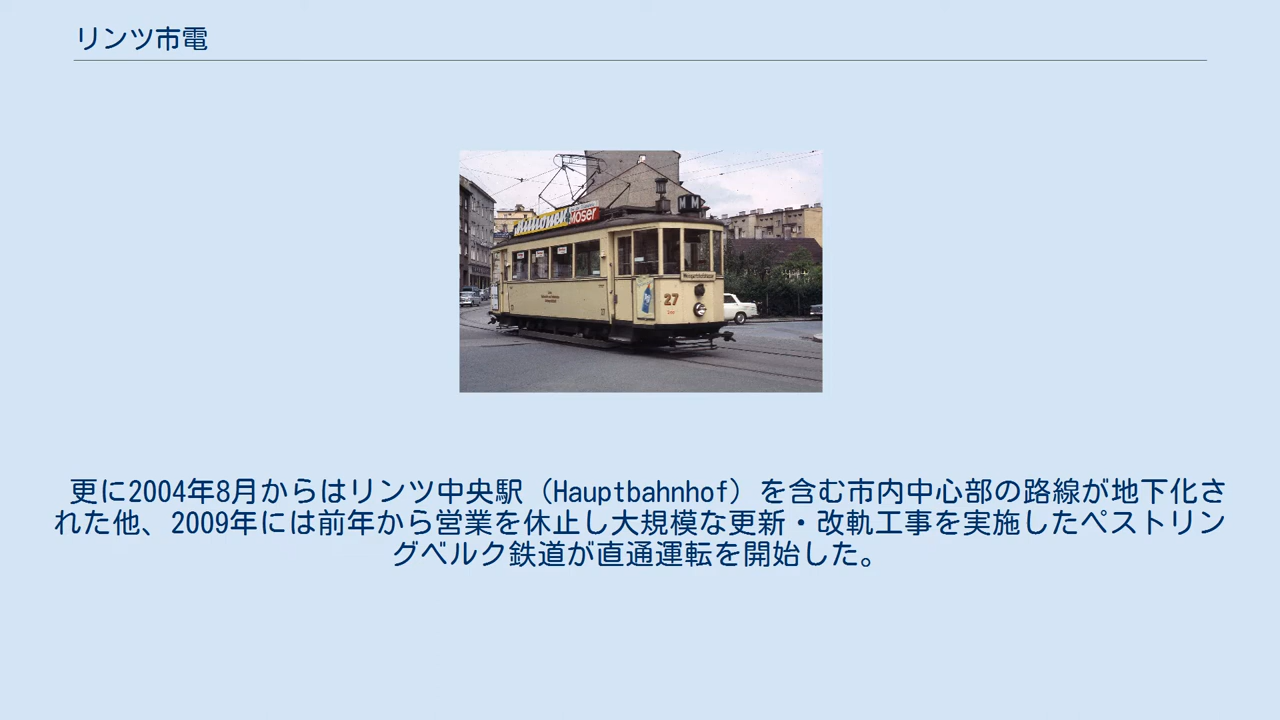 リンツ市電
Millionen Moser
M M
27
更に2004年8月からはリンツ中央駅（Hauptbahnhof）を含む市内中心部の路線が地下化さ
れた他、2009年には前年から営業を休止し大規模な更新・改軌工事を実施したペストリン
グベルク鉄道が直通運転を開始した。